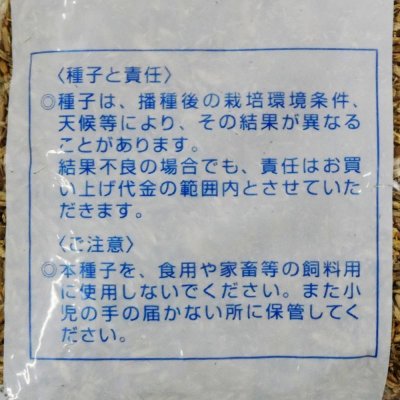 〈種子と責任〉
◎種子は、播種後の栽培環境条件、
天候等により、その結果が異なる
ことがあります。
結果不良の場合でも、責任はお買
い上げ代金の範囲内とさせていた
だきます。
〈ご注意〉
◎本種子を、食用や家畜等の飼料用
に使用しないでください。また小
児の手の届かない所に保管してく
ださい。